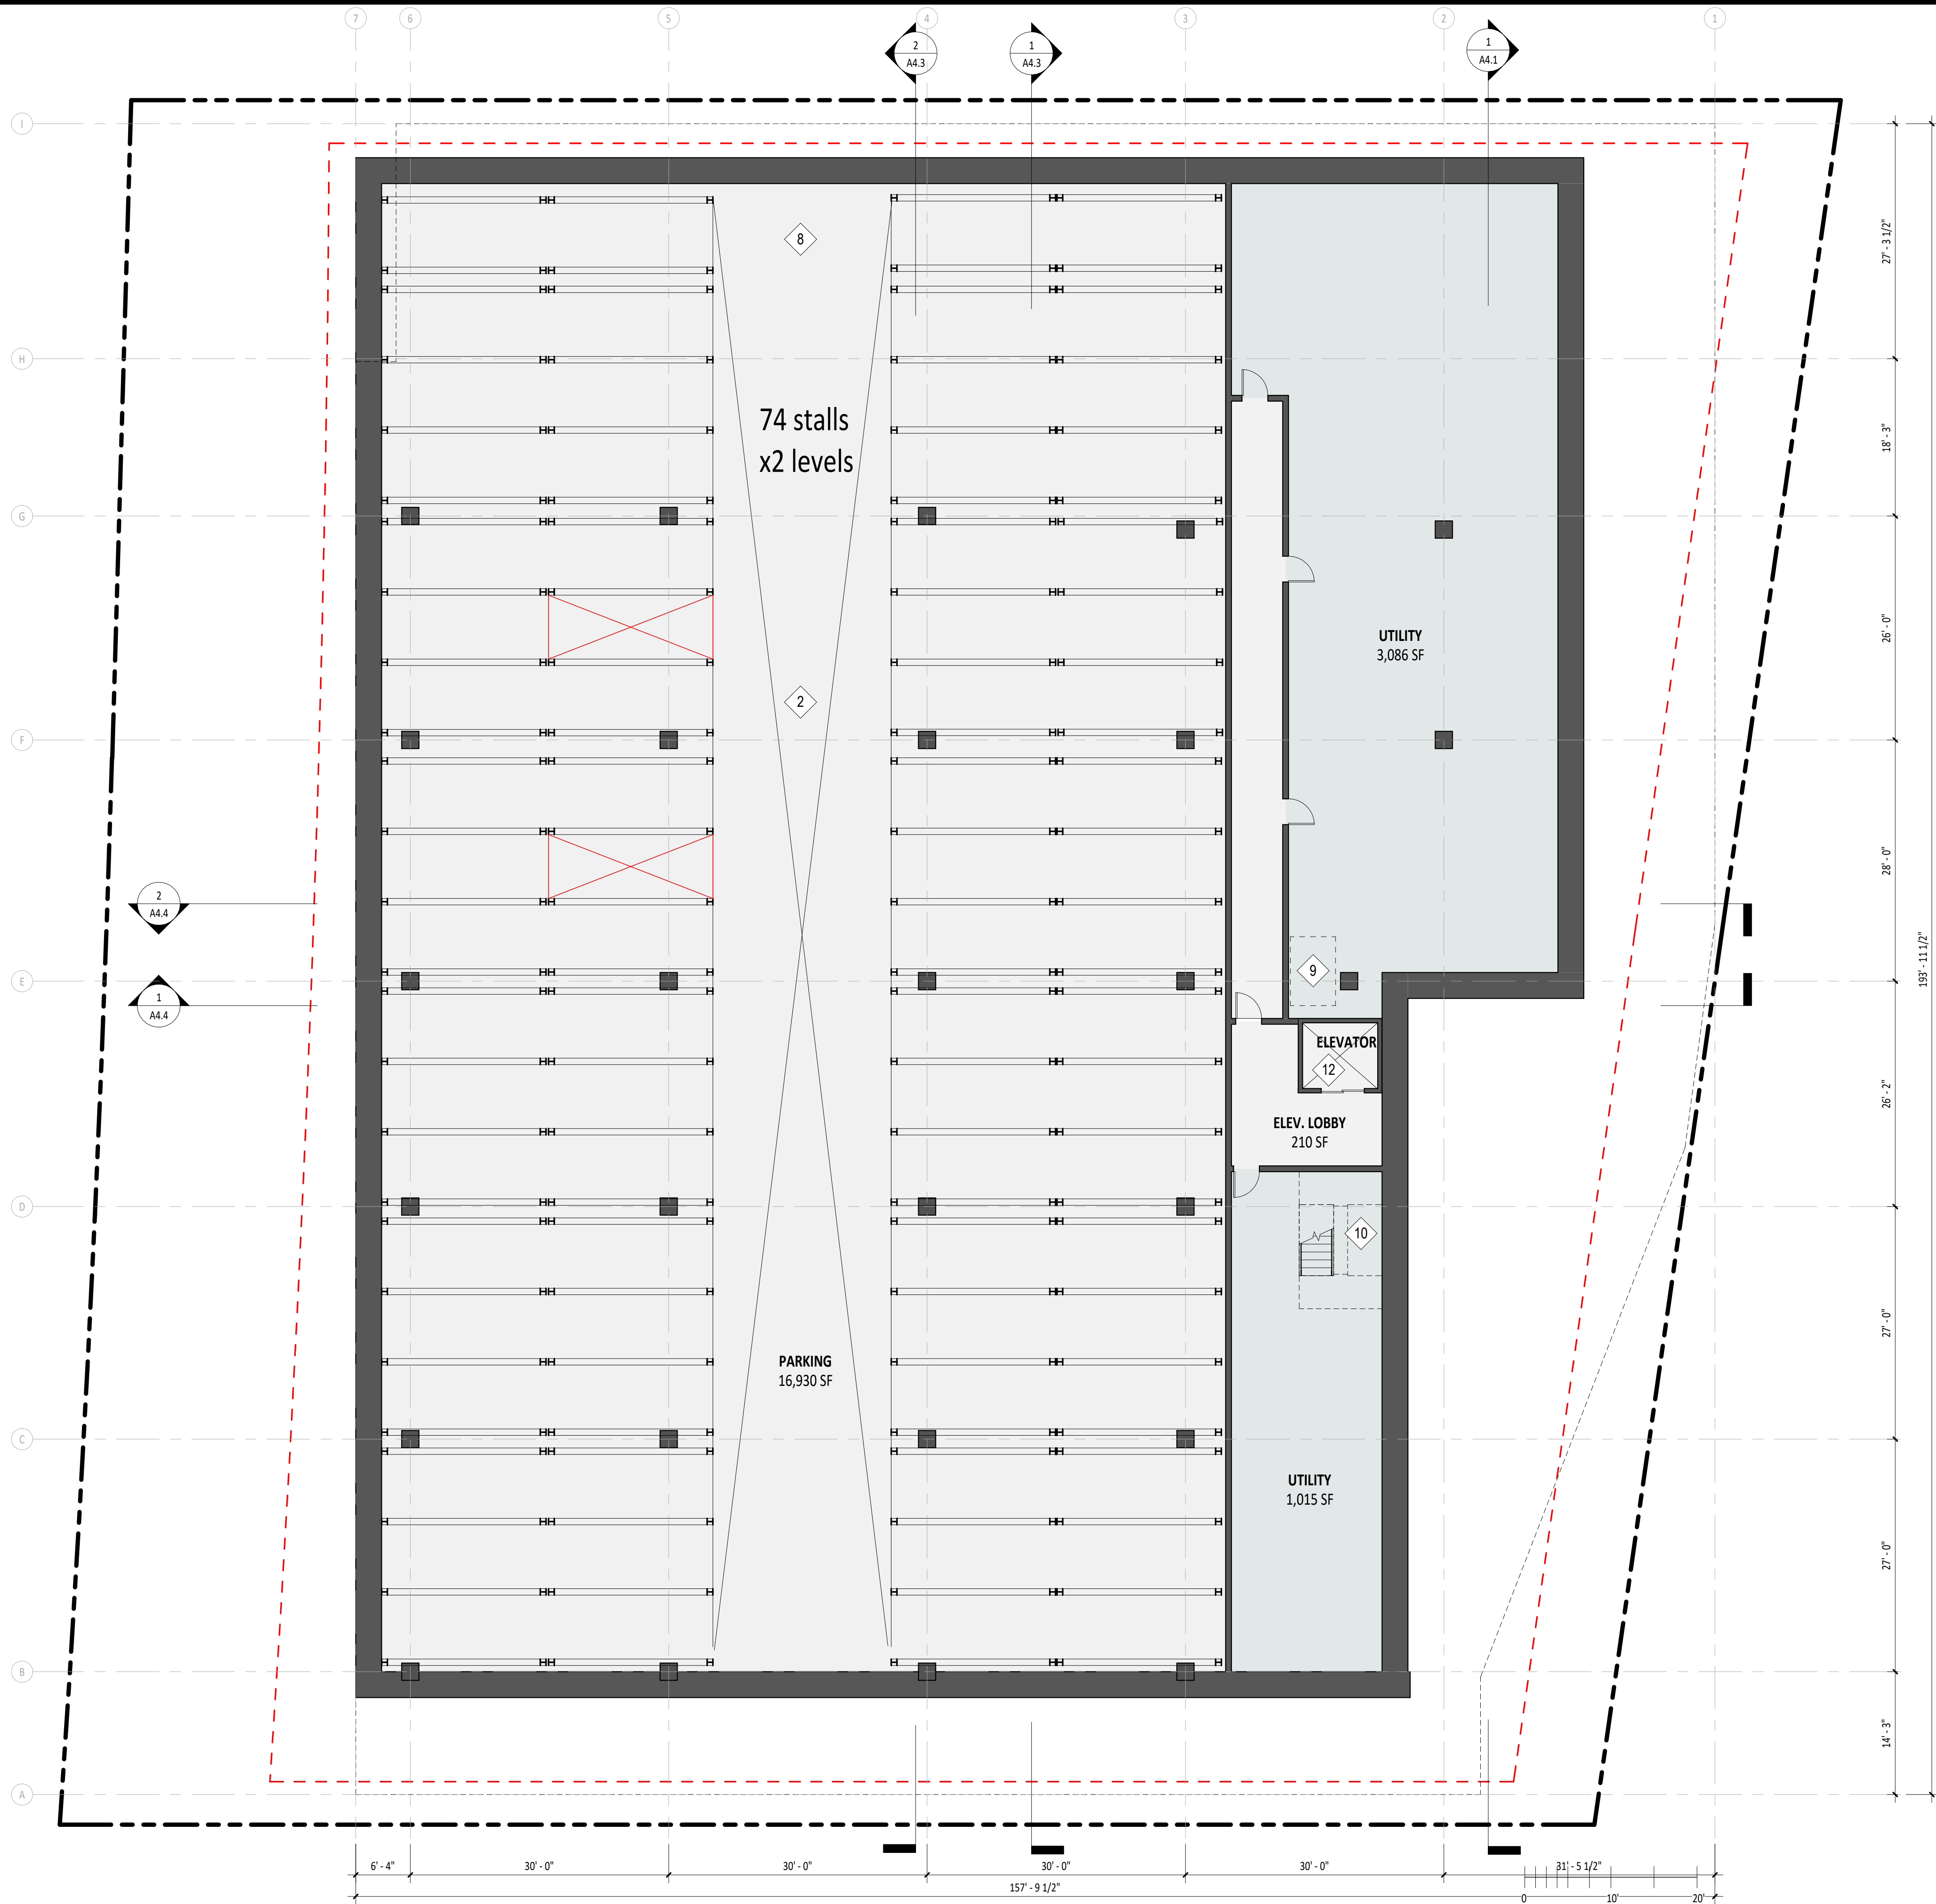 7 6 5 4 3 2 1
2
A4.3
1
A4.3
1
A4.1
I
27' - 3 1/2"
8
H
74 stalls
x2 levels
18' - 3"
G
26' - 0"
UTILITY
3,086 SF
2
F
28' - 0"
2
A4.4
193' - 11 1/2"
9
E
1
A4.4
ELEVATOR
12
26' - 2"
ELEV. LOBBY
210 SF
D
10
27' - 0"
PARKING
16,930 SF
C
UTILITY
1,015 SF
27' - 0"
B
14' - 3"
A
6' - 4" 30' - 0" 30' - 0" 30' - 0" 30' - 0" 31' - 5 1/2"
157' - 9 1/2"
0 10' 20'